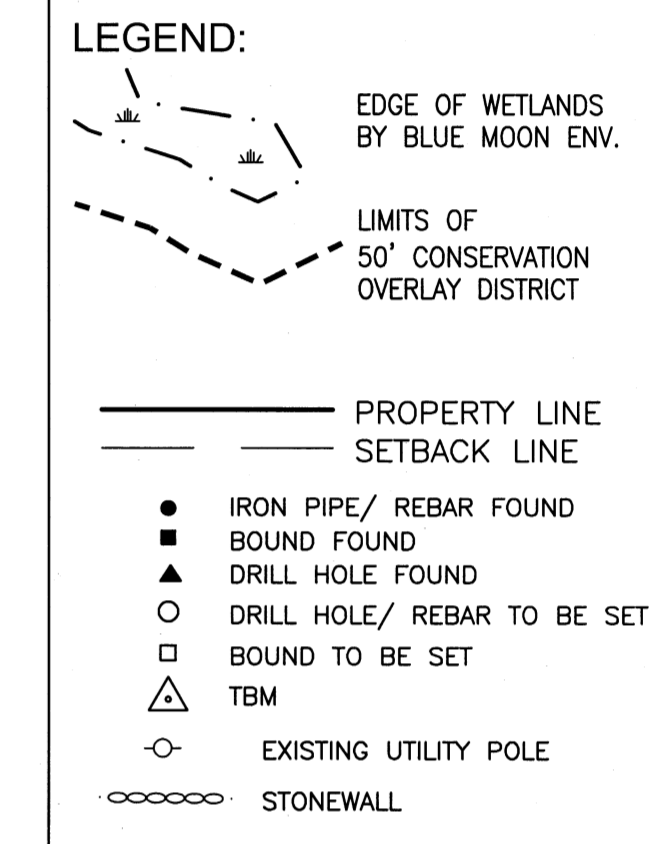 LEGEND:
EDGE OF WETLANDS
BY BLUE MOON ENV.
LIMITS OF
50' CONSERVATION
OVERLAY DISTRICT
PROPERTY LINE
SETBACK LINE
IRON PIPE/ REBAR FOUND
BOUND FOUND
DRILL HOLE FOUND
DRILL HOLE/ REBAR TO BE SET
BOUND TO BE SET
TBM
EXISTING UTILITY POLE
STONEWALL